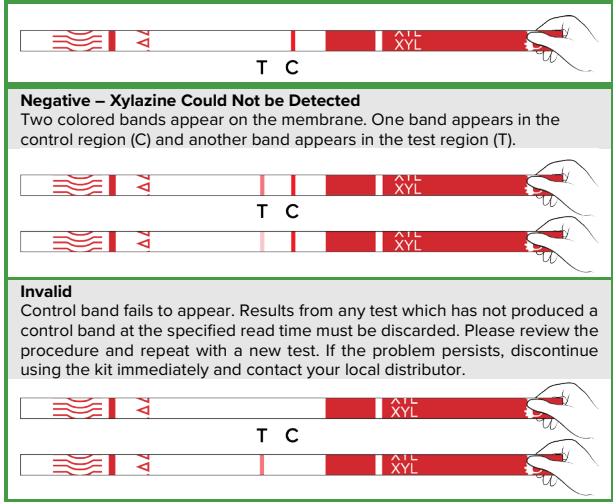 XYL
XYL
T C
Negative – Xylazine Could Not be Detected
Two colored bands appear on the membrane. One band appears in the
control region (C) and another band appears in the test region (T).
XYL
XYL
T C
XYL
XYL
Invalid
Control band fails to appear. Results from any test which has not produced a
control band at the specified read time must be discarded. Please review the
procedure and repeat with a new test. If the problem persists, discontinue
using the kit immediately and contact your local distributor.
XYL
XYL
T C
XYL
XYL